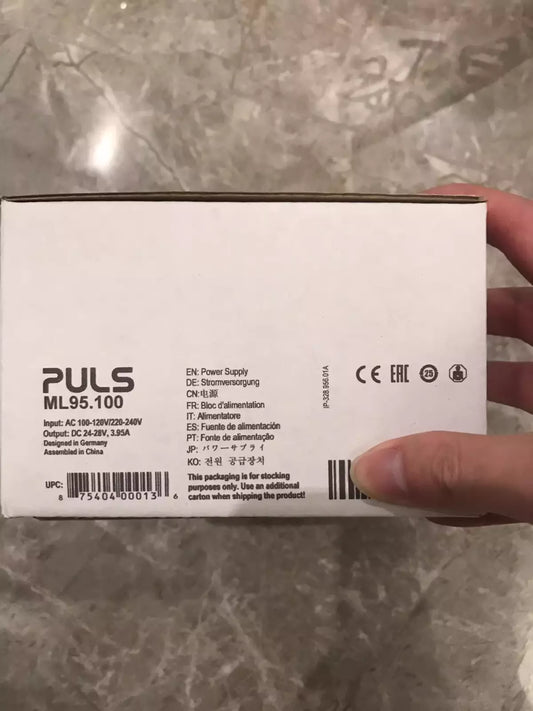 PULS
ML95.100
Input: AC 100-120V/220-240V
Output: DC 24-28V, 3.95A
Designed in Germany
Assembled in China
UPC:
8 75404 00013 6
EN: Power Supply
DE: Stromversorgung
CN:电源
FR: Bloc d'alimentation
IT: Alimentatore
ES: Fuente de alimentación
PT: Fonte de alimentação
JP: パワーサプライ
KO: 전원 공급장치
This packaging is for stocking
purposes only. Use an additional
carton when shipping the product!
IP-328.956.01A
CE EAC 25